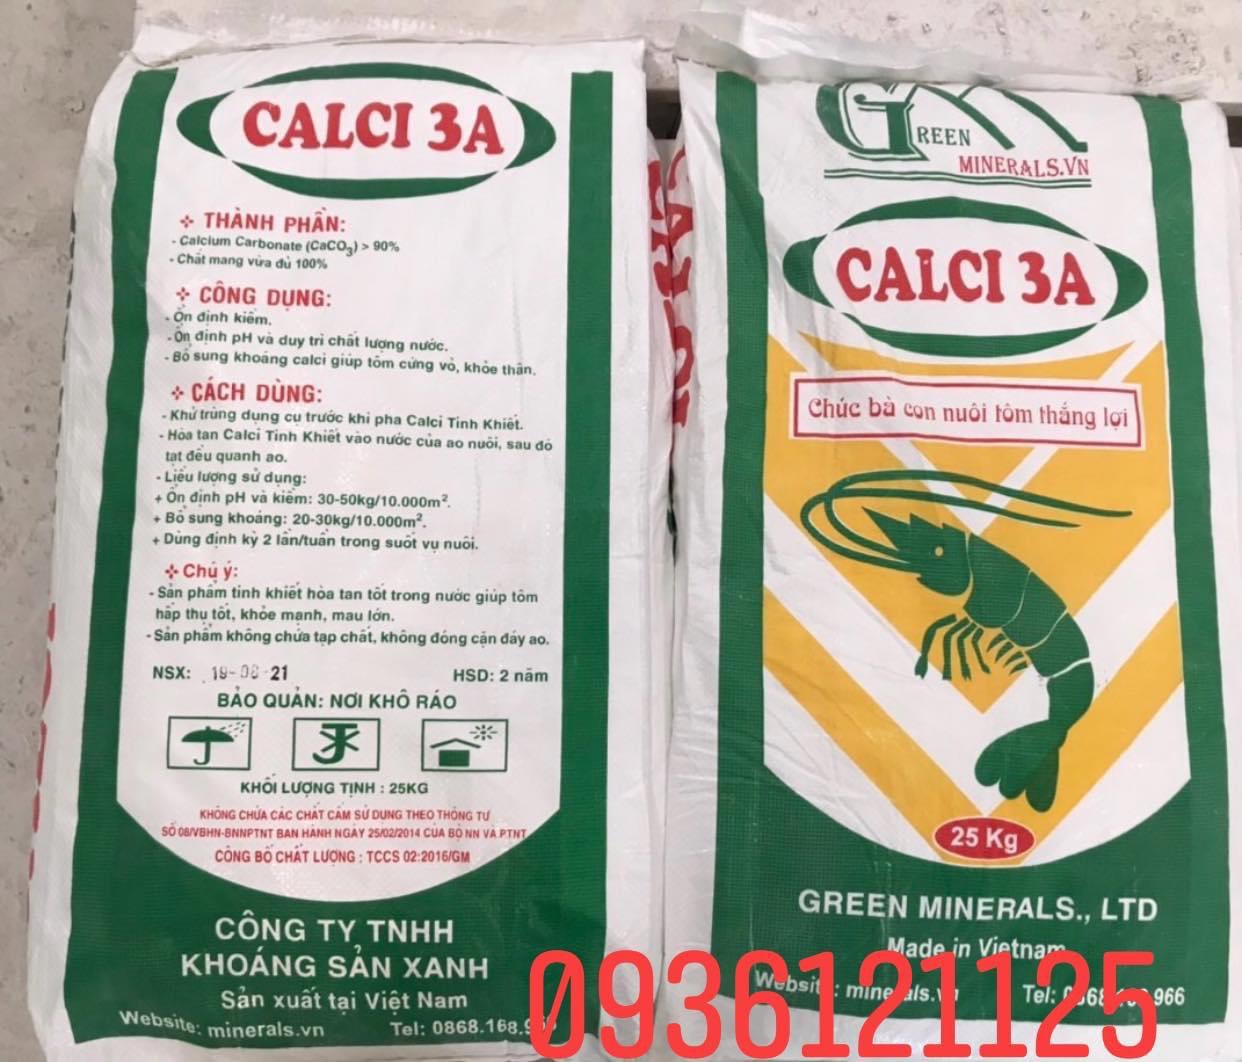 CALCI 3A
❖ THÀNH PHẦN:
- Calcium Carbonate (CaCO₃) > 90%
- Chất mang vừa đủ 100%
❖ CÔNG DỤNG:
- Ổn định kiềm.
- Ổn định pH và duy trì chất lượng nước.
- Bổ sung khoáng calci giúp tôm cứng vỏ, khỏe thân.
❖ CÁCH DÙNG:
- Khử trùng dụng cụ trước khi pha Calci Tinh Khiết.
- Hòa tan Calci Tinh Khiết vào nước của ao nuôi, sau đó
tạt đều quanh ao.
- Liều lượng sử dụng:
+ Ổn định pH và kiềm: 30-50kg/10.000m².
+ Bổ sung khoáng: 20-30kg/10.000m².
+ Dùng định kỳ 2 lần/tuần trong suốt vụ nuôi.
❖ Chú ý:
- Sản phẩm tinh khiết hòa tan tốt trong nước giúp tôm
hấp thụ tốt, khỏe mạnh, mau lớn.
- Sản phẩm không chứa tạp chất, không đóng cặn đáy ao.
NSX: 19-08-21 HSD: 2 năm
BẢO QUẢN: NƠI KHÔ RÁO
KHỐI LƯỢNG TỊNH : 25KG
KHÔNG CHỨA CÁC CHẤT CẤM SỬ DỤNG THEO THÔNG TƯ
SỐ 08/VBHN-BNNPTNT BAN HÀNH NGÀY 25/02/2014 CỦA BỘ NN VÀ PTNT
CÔNG BỐ CHẤT LƯỢNG : TCCS 02:2016/GM
CÔNG TY TNHH
KHOÁNG SẢN XANH
Sản xuất tại Việt Nam
Website: minerals.vn Tel: 0868.168.9
GREEN
MINERALS.VN
CALCI 3A
Chúc bà con nuôi tôm thắng lợi
25 Kg
GREEN MINERALS., LTD
Made in Vietnam
Website: minerals.vn Tel: 966
0936121125